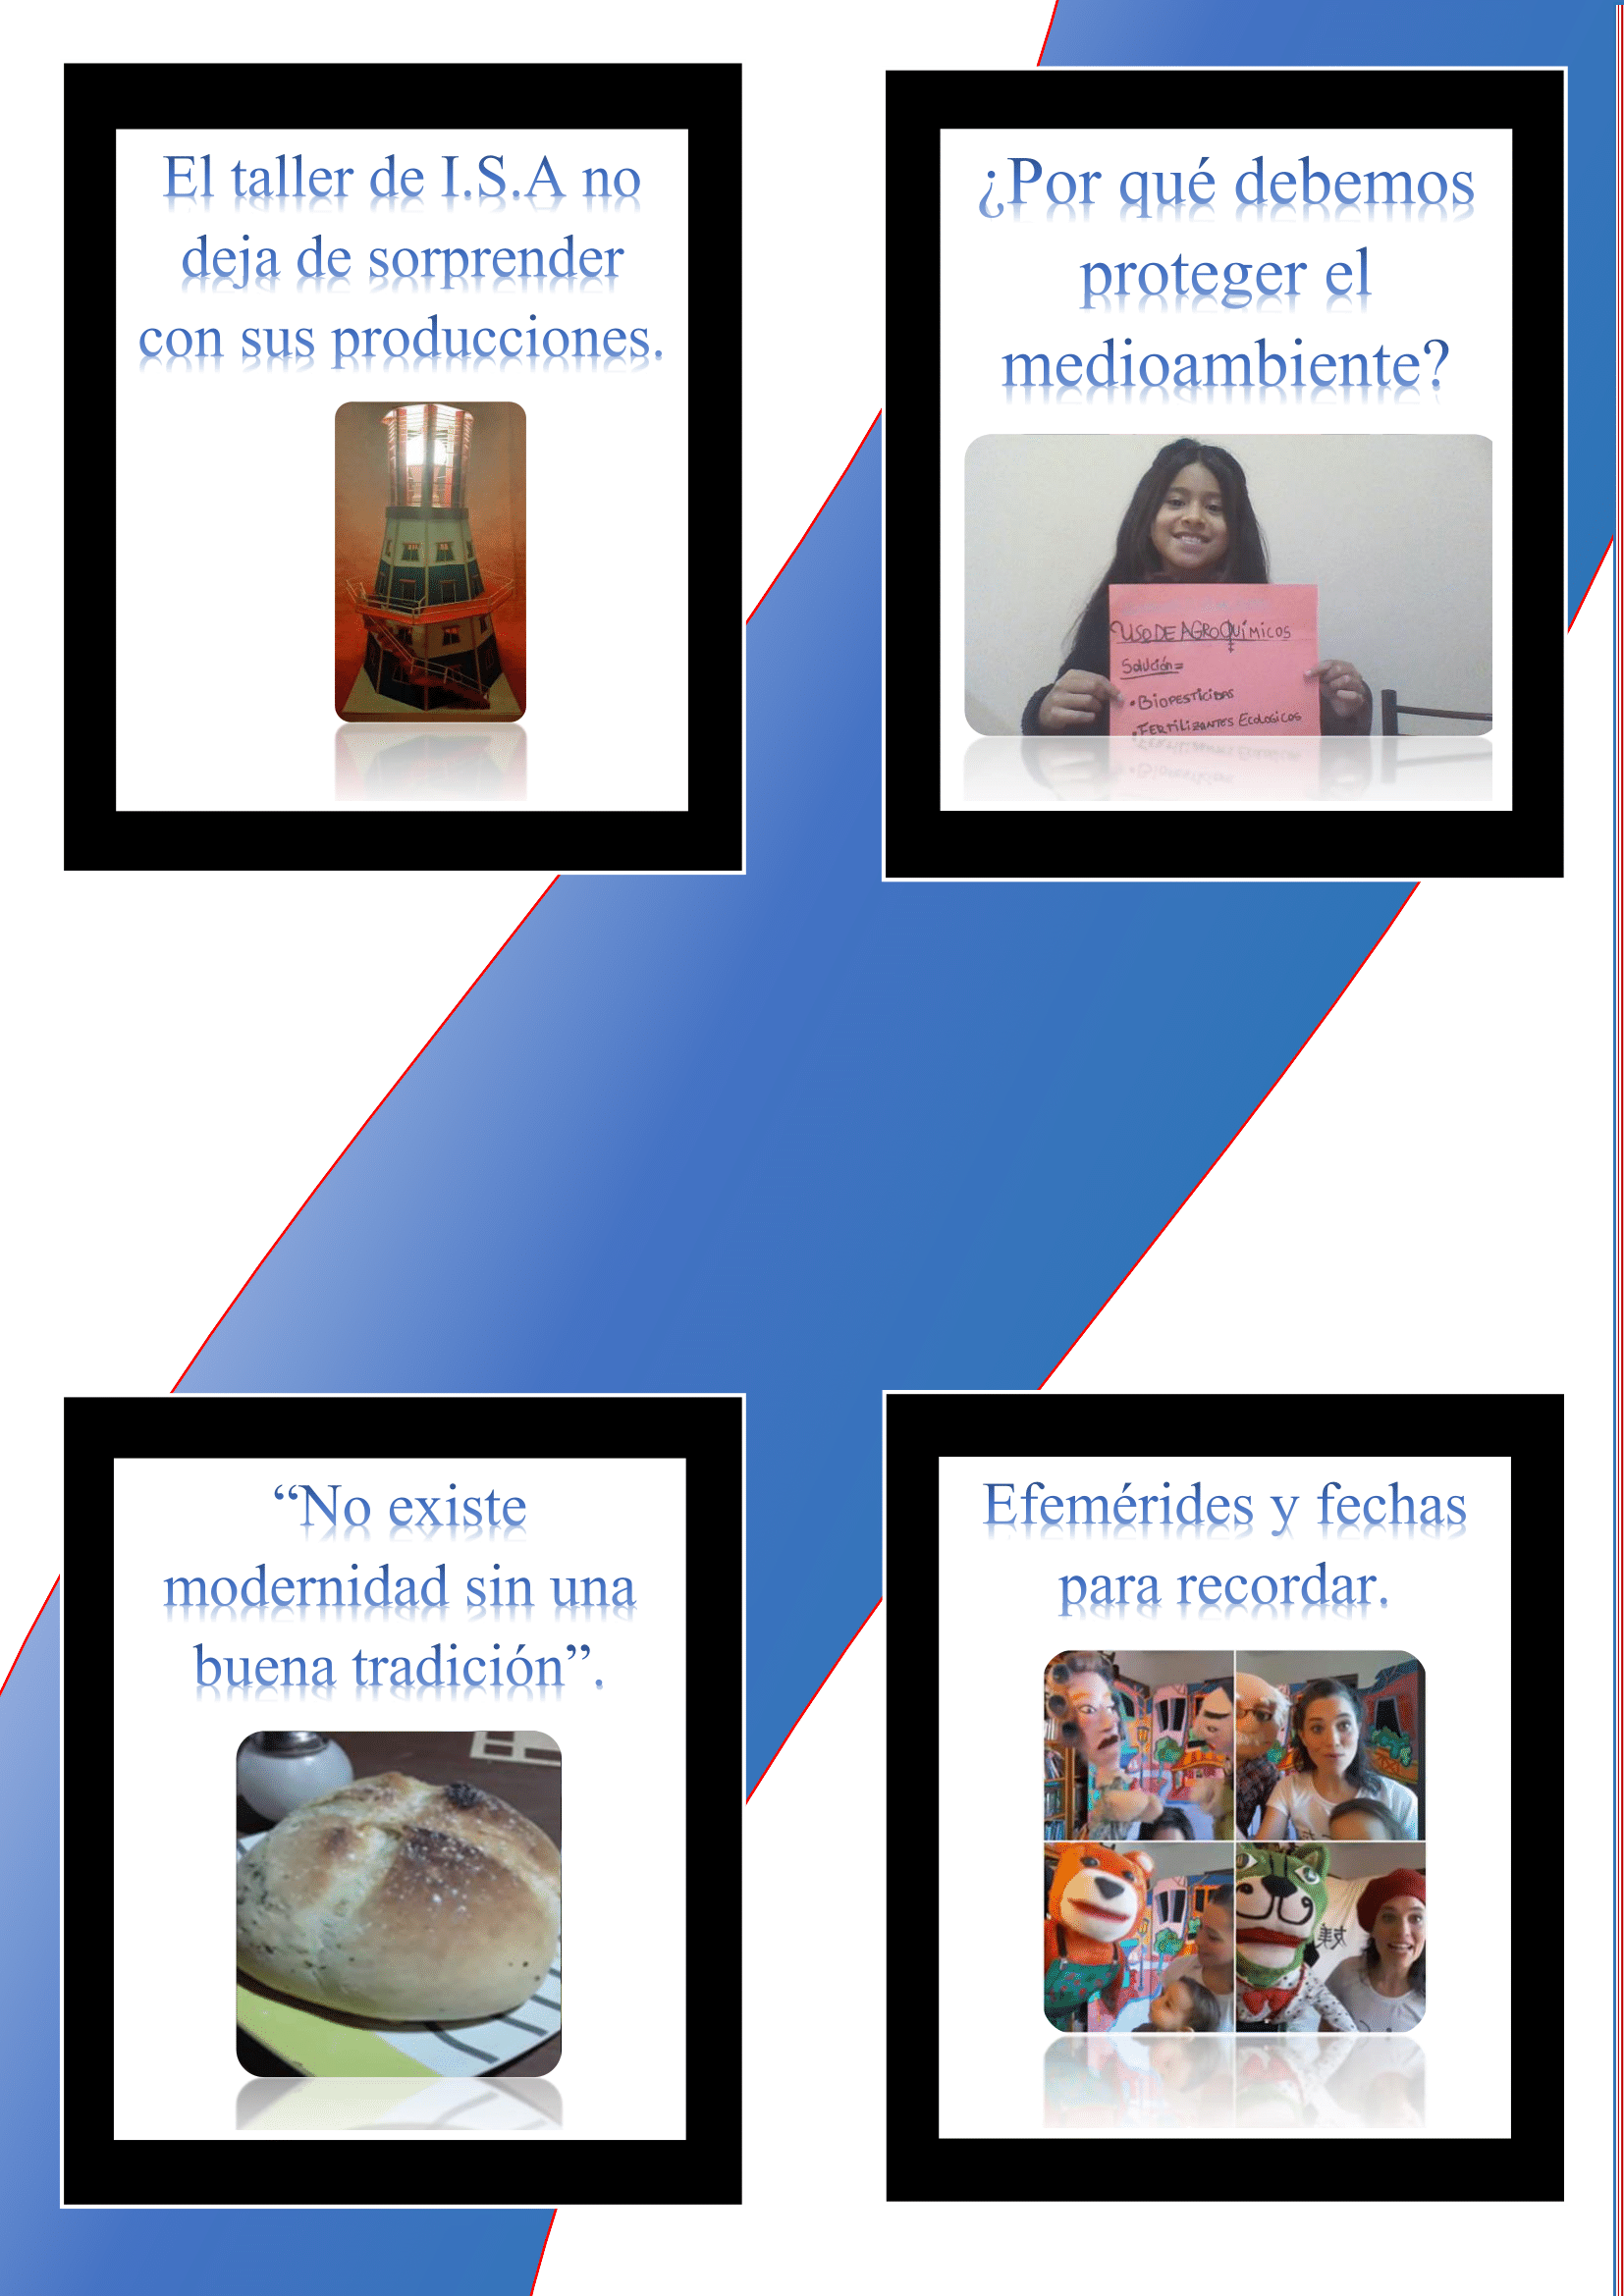 El taller de I.S.A no
deja de sorprender
con sus producciones.
¿Por qué debemos
proteger el
medioambiente?
USO DE AGROQUÍMICOS
Solución=
• BIOPESTICIDAS
• FERTILIZANTES ECOLOGICOS
“No existe
modernidad sin una
buena tradición”.
Efemérides y fechas
para recordar.